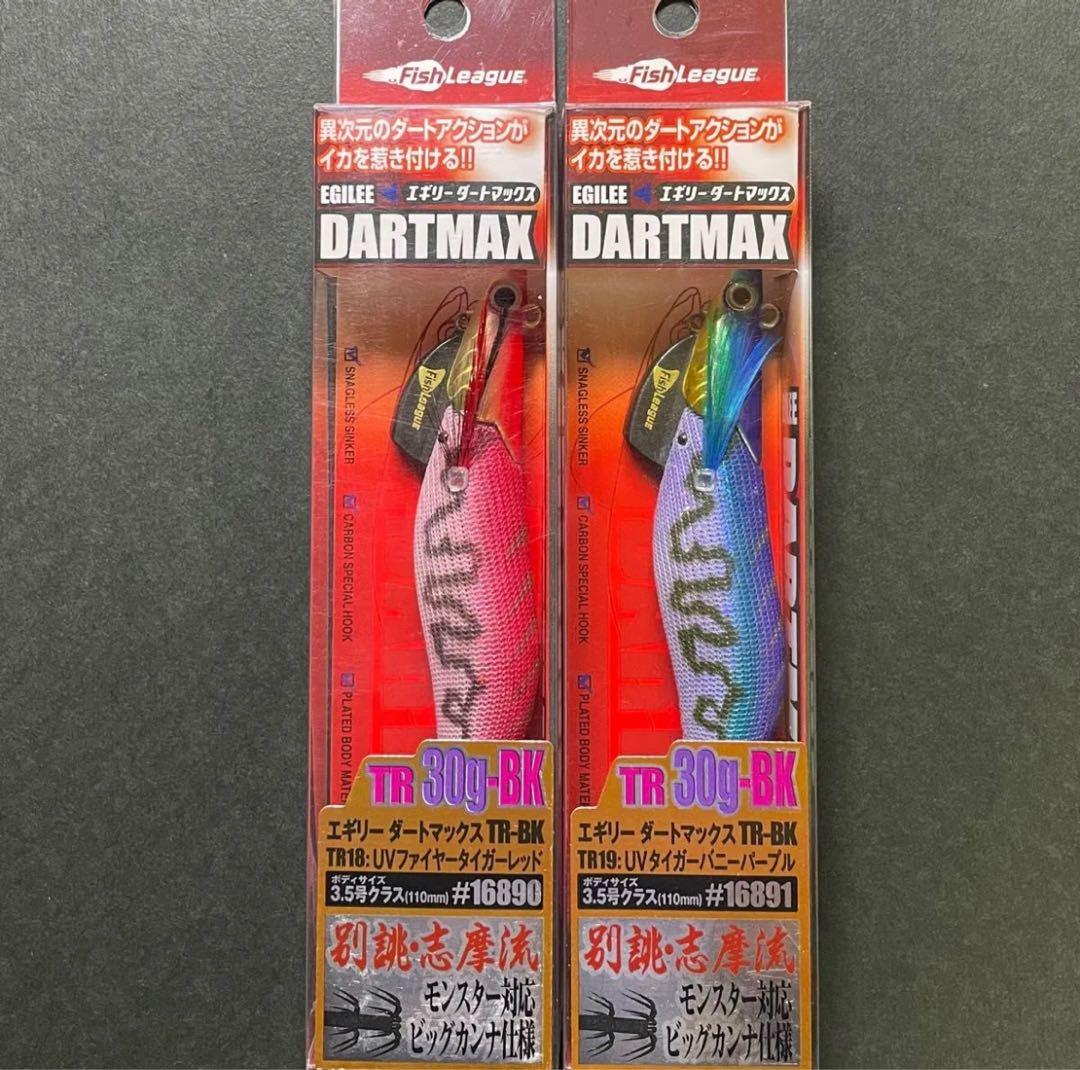 FishLeague
異次元のダートアクションが
イカを惹き付ける!!
EGILEE エギリー ダートマックス
DARTMAX
FishLeague
SNAGLESS SINKER
CARBON SPECIAL HOOK
PLATED BODY MATE
TR 30g-BK
エギリー ダートマックス TR-BK
TR18: UVファイヤータイガーレッド
ボディサイズ
3.5号クラス(110mm) #16890
別誂・志摩流
モンスター対応
ビッグカンナ仕様
FishLeague
異次元のダートアクションが
イカを惹き付ける!!
EGILEE エギリー ダートマックス
DARTMAX
FishLeague
SNAGLESS SINKER
CARBON SPECIAL HOOK
PLATED BODY MATE
TR 30g-BK
エギリー ダートマックス TR-BK
TR19: UVタイガーバニーパープル
ボディサイズ
3.5号クラス(110mm) #16891
別誂・志摩流
モンスター対応
ビッグカンナ仕様